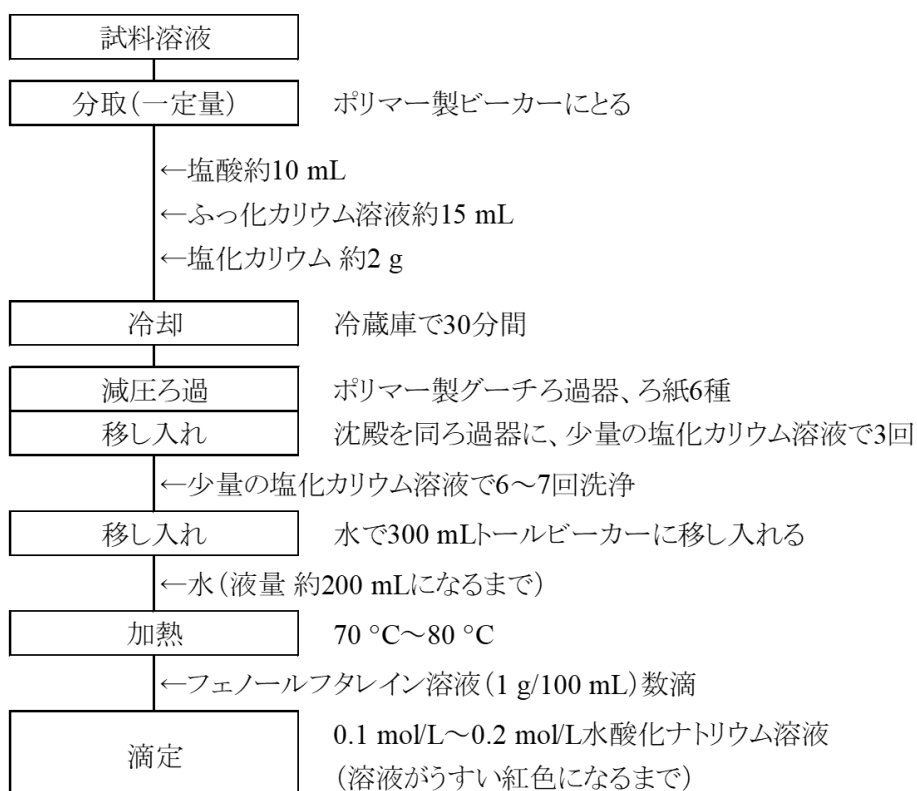 試料溶液
分取(一定量) ポリマー製ビーカーにとる
←塩酸約10 mL
←ふっ化カリウム溶液約15 mL
←塩化カリウム 約2 g
冷却 冷蔵庫で30分間
減圧ろ過 ポリマー製グーチろ過器、ろ紙6種
移し入れ 沈殿を同ろ過器に、少量の塩化カリウム溶液で3回
←少量の塩化カリウム溶液で6~7回洗浄
移し入れ 水で300 mLトールビーカーに移し入れる
←水(液量 約200 mLになるまで)
加熱 70 °C~80 °C
←フェノールフタレイン溶液(1 g/100 mL)数滴
滴定 0.1 mol/L~0.2 mol/L水酸化ナトリウム溶液
(溶液がうすい紅色になるまで)